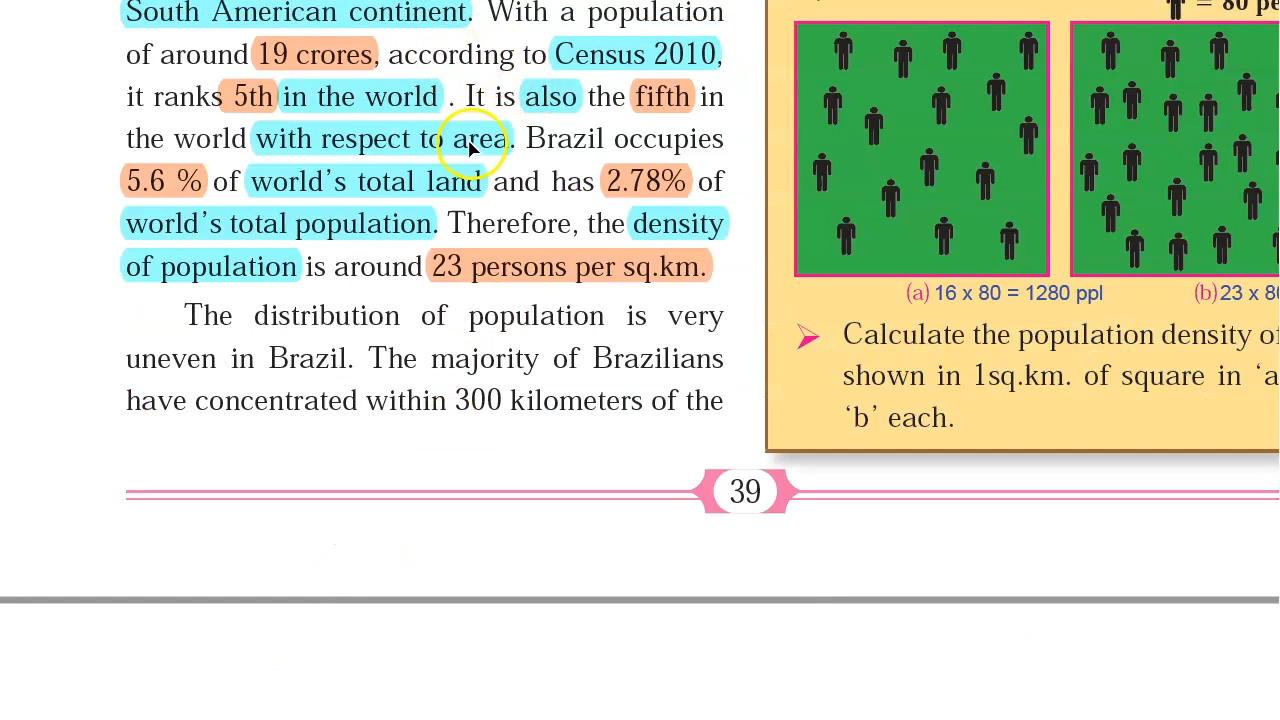 South American continent. With a population
of around 19 crores, according to Census 2010,
it ranks 5th in the world . It is also the fifth in
the world with respect to area. Brazil occupies
5.6 % of world's total land and has 2.78% of
world's total population. Therefore, the density
of population is around 23 persons per sq.km.
The distribution of population is very
uneven in Brazil. The majority of Brazilians
have concentrated within 300 kilometers of the
= 80 pe
(a) 16 x 80 = 1280 ppl
(b) 23 x 80
Calculate the population density of
shown in 1sq.km. of square in ‘a
‘b’ each.
39